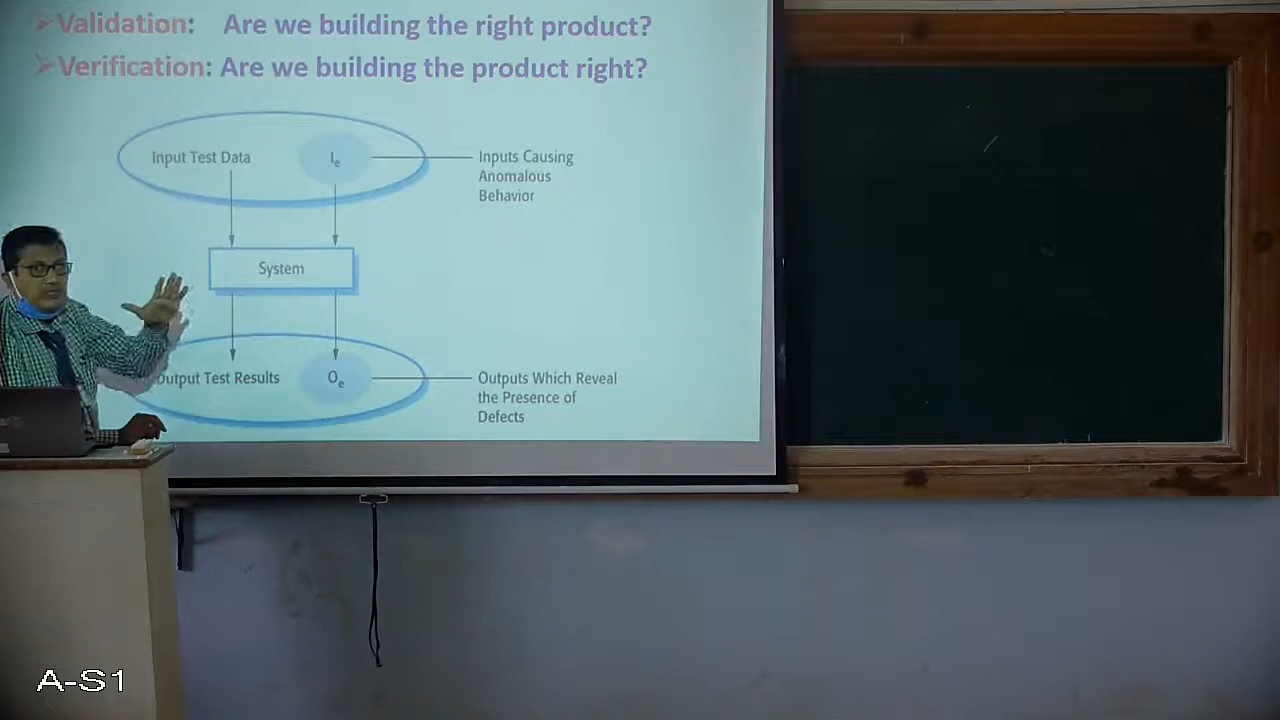 ➢Validation: Are we building the right product?
➢Verification: Are we building the product right?
Input Test Data
Ie
Inputs Causing
Anomalous
Behavior
System
Output Test Results
Oe
Outputs Which Reveal
the Presence of
Defects
A-S1